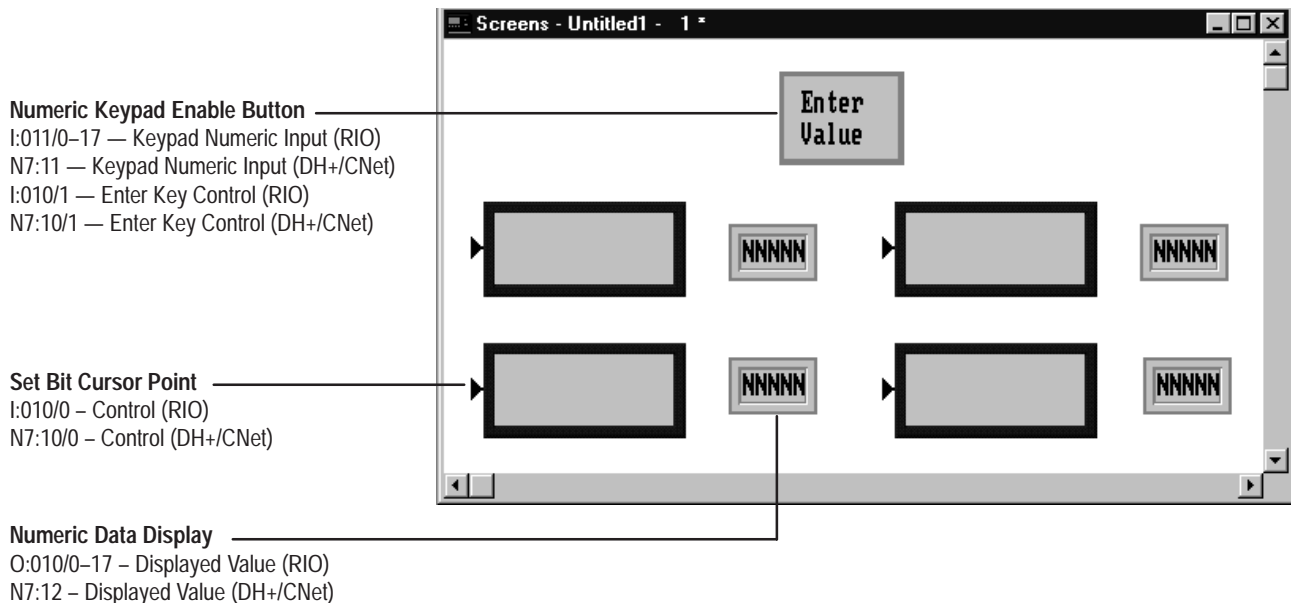 Screens - Untitled1 - 1 *
Enter
Value
Numeric Keypad Enable Button
I:011/0–17 — Keypad Numeric Input (RIO)
N7:11 — Keypad Numeric Input (DH+/CNet)
I:010/1 — Enter Key Control (RIO)
N7:10/1 — Enter Key Control (DH+/CNet)
NNNNN
NNNNN
Set Bit Cursor Point
I:010/0 – Control (RIO)
N7:10/0 – Control (DH+/CNet)
NNNNN
NNNNN
Numeric Data Display
O:010/0–17 – Displayed Value (RIO)
N7:12 – Displayed Value (DH+/CNet)